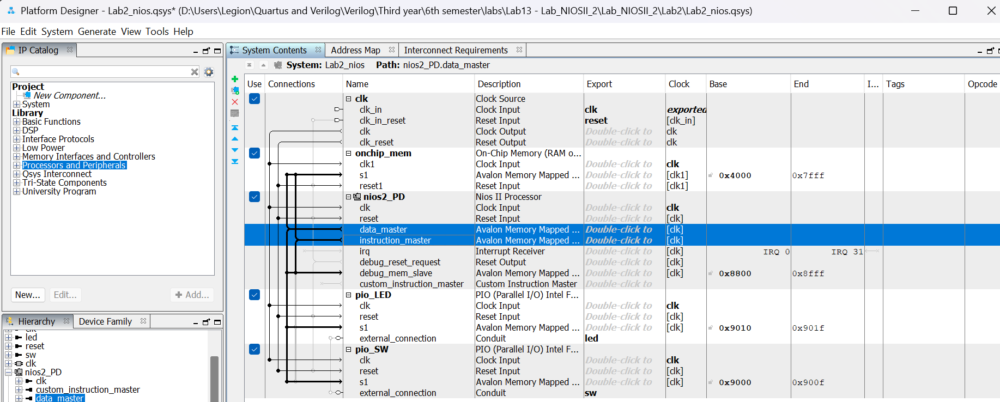 Platform Designer - Lab2_nios.qsys* (D:\Users\Legion\Quartus and Verilog\Verilog\Third year\6th semester\labs\Lab13 - Lab_NIOSII_2\Lab_NIOSII_2\Lab2\Lab2_nios.qsys)
File Edit System Generate View Tools Help
IP Catalog
Project
New Component...
System
Library
Basic Functions
DSP
Interface Protocols
Low Power
Memory Interfaces and Controllers
Processors and Peripherals
Qsys Interconnect
Tri-State Components
University Program
New... Edit... Add...
Hierarchy Device Family
clk
led
reset
sw
clk
nios2_PD
clk
custom_instruction_master
data_master
System Contents Address Map Interconnect Requirements
System: Lab2_nios Path: nios2_PD.data_master
Use Connections Name Description Export Clock Base End I... Tags Opcode
clk Clock Source
clk_in Clock Input clk exported
clk_in_reset Reset Input reset [clk_in]
clk Clock Output Double-click to clk
clk_reset Reset Output Double-click to clk
onchip_mem On-Chip Memory (RAM o...
clk1 Clock Input Double-click to clk
s1 Avalon Memory Mapped ... Double-click to [clk1] 0x4000 0x7fff
reset1 Reset Input Double-click to [clk1]
nios2_PD Nios II Processor
clk Clock Input Double-click to clk
reset Reset Input Double-click to [clk]
data_master Avalon Memory Mapped ... Double-click to [clk]
instruction_master Avalon Memory Mapped ... Double-click to [clk]
irq Interrupt Receiver Double-click to [clk] IRQ 0 IRQ 31
debug_reset_request Reset Output Double-click to [clk]
debug_mem_slave Avalon Memory Mapped ... Double-click to [clk] 0x8800 0x8fff
custom_instruction_master Custom Instruction Master Double-click to
pio_LED PIO (Parallel I/O) Intel F...
clk Clock Input Double-click to clk
reset Reset Input Double-click to [clk]
s1 Avalon Memory Mapped ... Double-click to [clk] 0x9010 0x901f
external_connection Conduit led
pio_SW PIO (Parallel I/O) Intel F...
clk Clock Input Double-click to clk
reset Reset Input Double-click to [clk]
s1 Avalon Memory Mapped ... Double-click to [clk] 0x9000 0x900f
external_connection Conduit sw